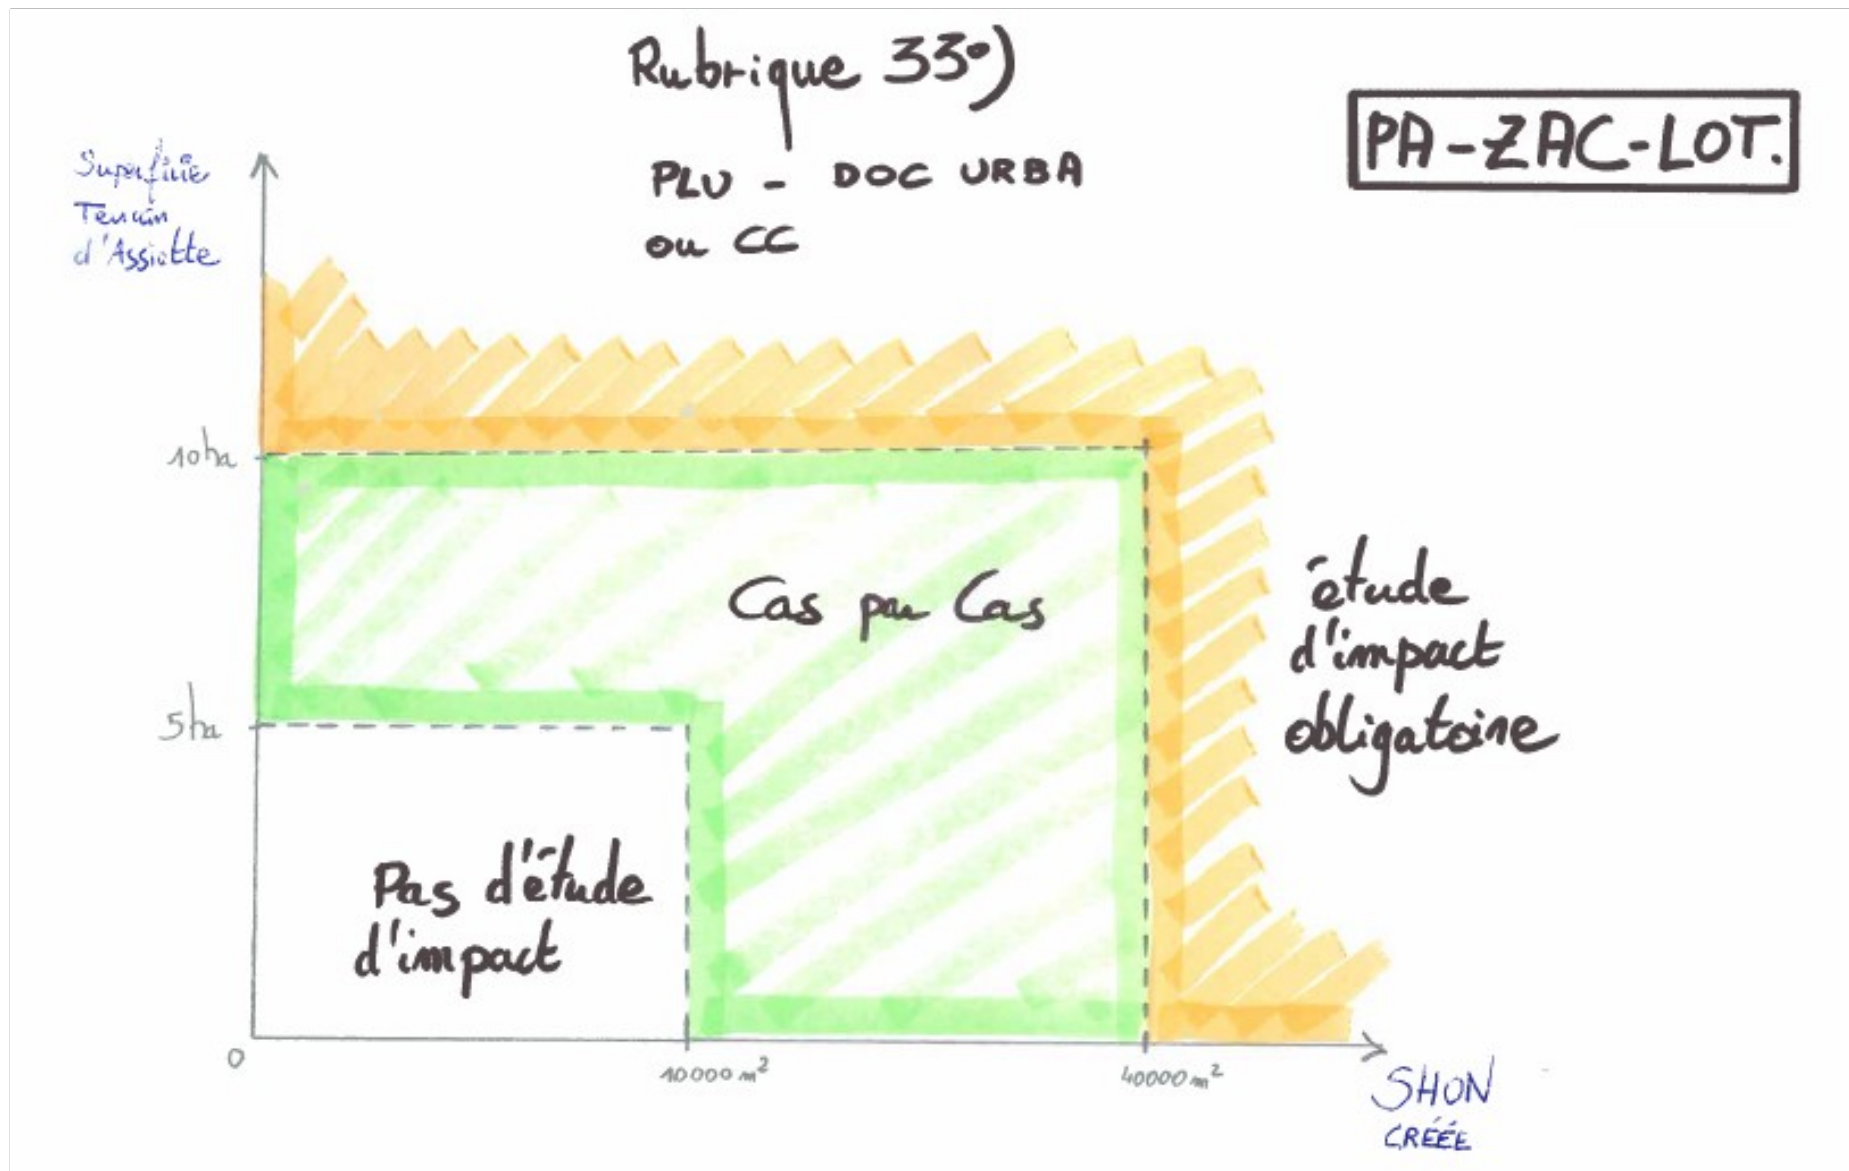 Rubrique 33°)
PLU - DOC URBA
ou CC
PA-ZAC-LOT.
Superficie
Terrain
d'Assiette
10ha
Cas par Cas
étude
d'impact
obligatoire
5ha
Pas d'étude
d'impact
0
10000 m²
40000 m²
SHON
CRÉÉE